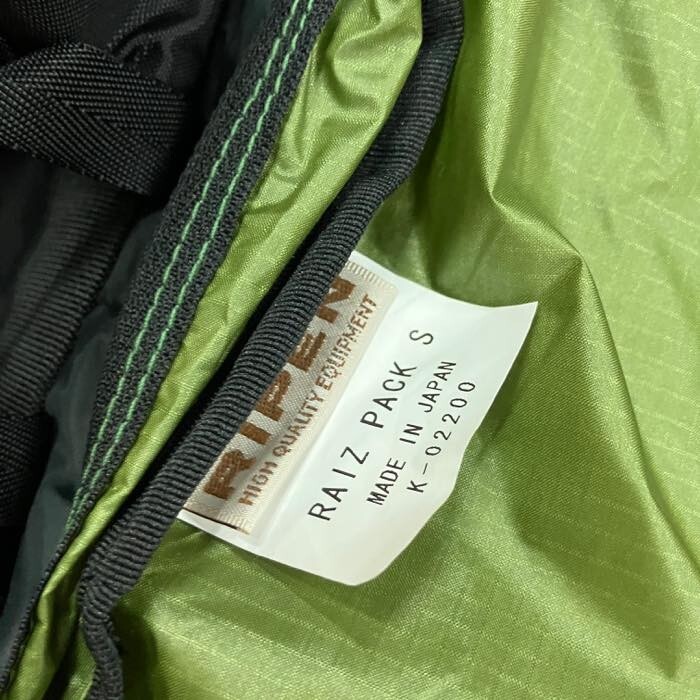 RIPEN
HIGH QUALITY EQUIPMENT
RAIZ PACK S
MADE IN JAPAN
K-02200